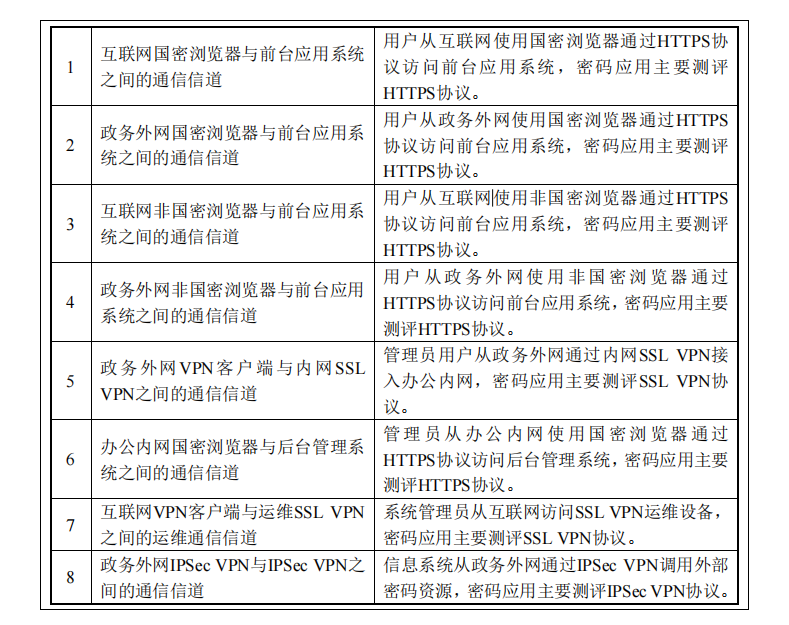 1
互联网国密浏览器与前台应用系统
之间的通信信道
用户从互联网使用国密浏览器通过HTTPS协
议访问前台应用系统，密码应用主要测评
HTTPS协议。
2
政务外网国密浏览器与前台应用系
统之间的通信信道
用户从政务外网使用国密浏览器通过HTTPS
协议访问前台应用系统，密码应用主要测评
HTTPS协议。
3
互联网非国密浏览器与前台应用系
统之间的通信信道
用户从互联网使用非国密浏览器通过HTTPS
协议访问前台应用系统，密码应用主要测评
HTTPS协议。
4
政务外网非国密浏览器与前台应用
系统之间的通信信道
用户从政务外网使用非国密浏览器通过
HTTPS协议访问前台应用系统，密码应用主要
测评HTTPS协议。
5
政务外网VPN客户端与内网SSL
VPN之间的通信信道
管理员用户从政务外网通过内网SSL VPN接
入办公内网，密码应用主要测评SSL VPN协
议。
6
办公内网国密浏览器与后台管理系
统之间的通信信道
管理员从办公内网使用国密浏览器通过
HTTPS协议访问后台管理系统，密码应用主要
测评HTTPS协议。
7
互联网VPN客户端与运维SSL VPN
之间的运维通信信道
系统管理员从互联网访问SSL VPN运维设备，
密码应用主要测评SSL VPN协议。
8
政务外网IPSec VPN与IPSec VPN之
间的通信信道
信息系统从政务外网通过IPSec VPN调用外部
密码资源，密码应用主要测评IPSec VPN协议。